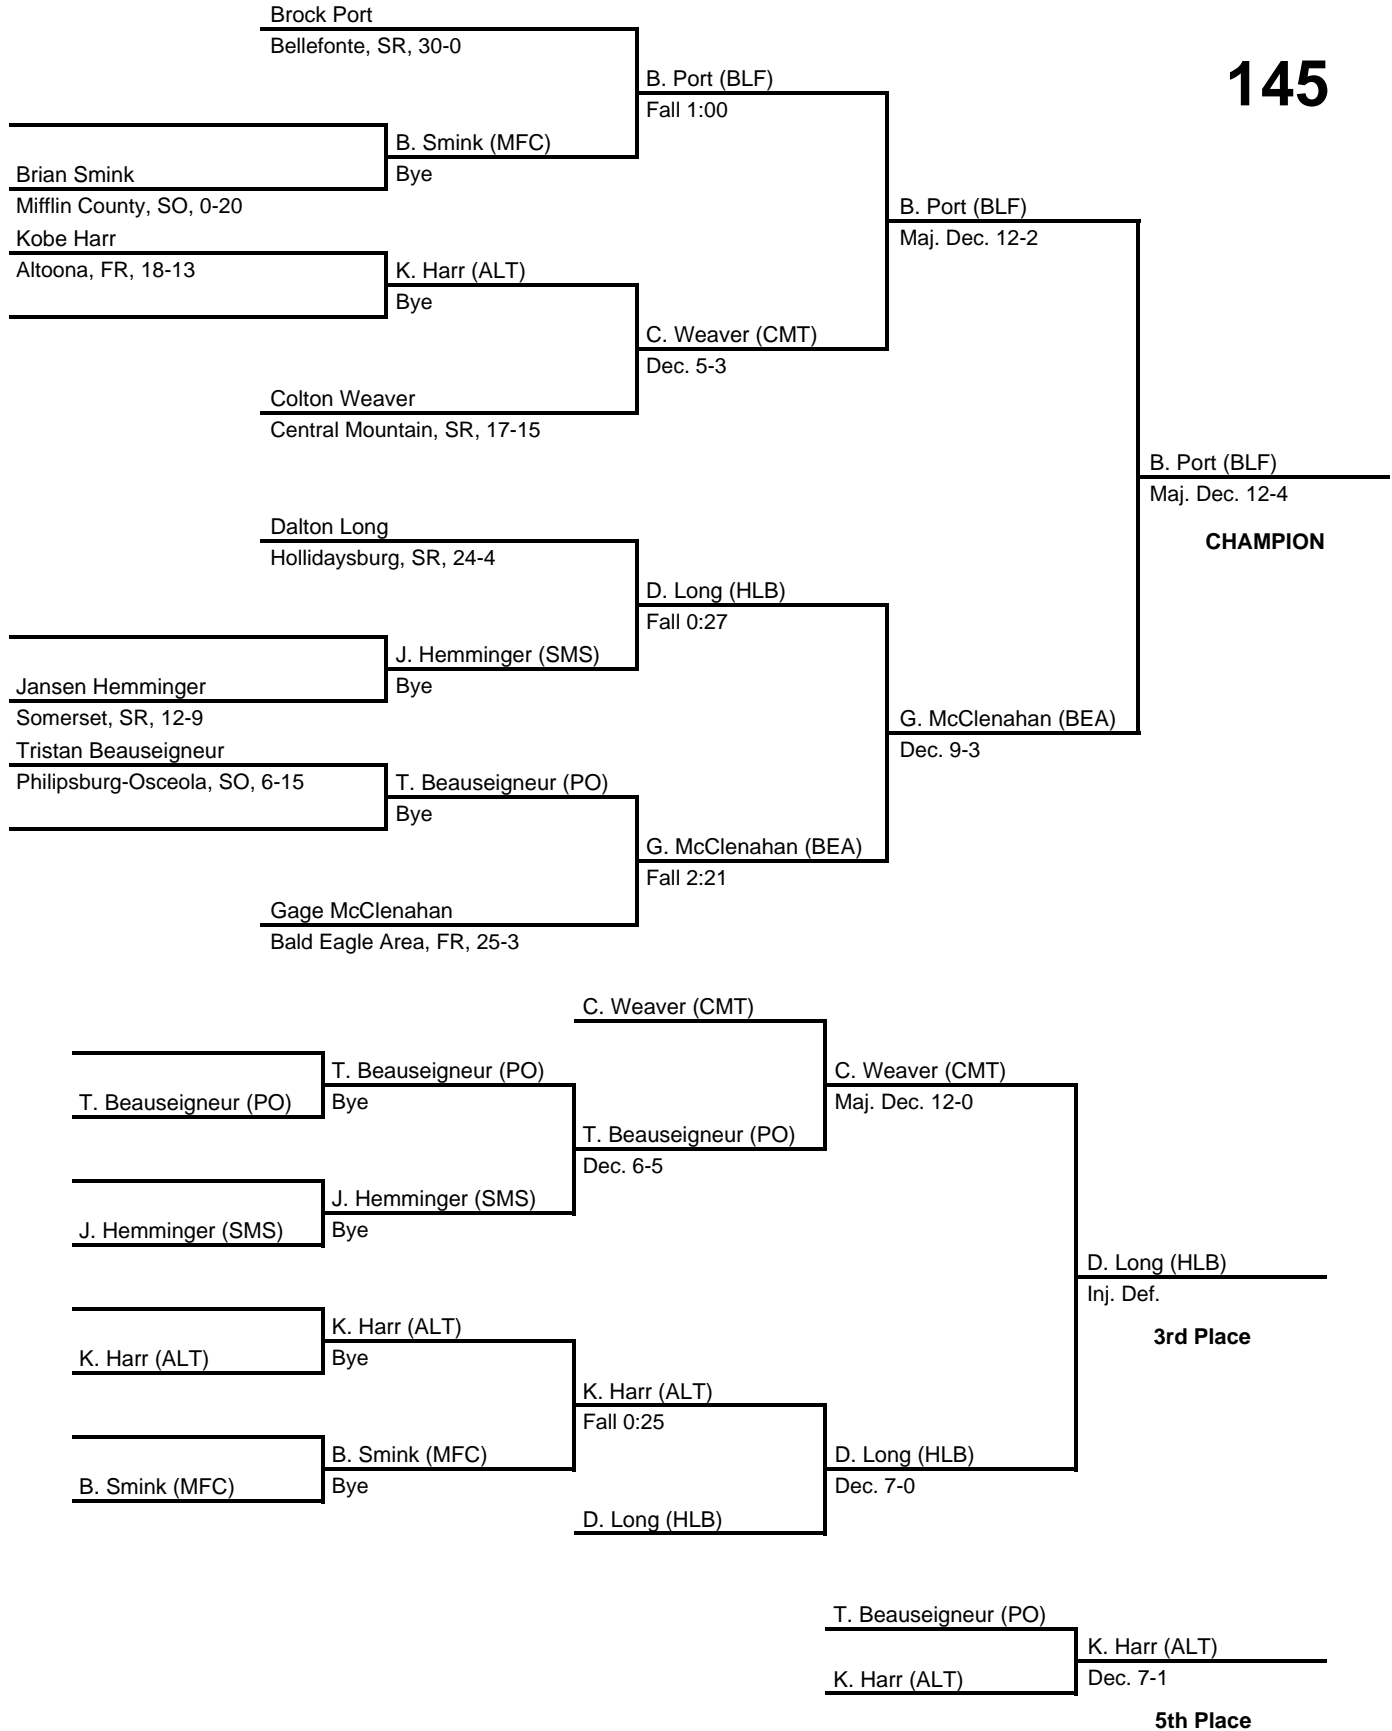 Brock Port
Bellefonte, SR, 30-0
145
B. Port (BLF)
Fall 1:00
B. Smink (MFC)
Bye
Brian Smink
Mifflin County, SO, 0-20
B. Port (BLF)
Maj. Dec. 12-2
Kobe Harr
Altoona, FR, 18-13
K. Harr (ALT)
Bye
C. Weaver (CMT)
Dec. 5-3
Colton Weaver
Central Mountain, SR, 17-15
B. Port (BLF)
Maj. Dec. 12-4
CHAMPION
Dalton Long
Hollidaysburg, SR, 24-4
D. Long (HLB)
Fall 0:27
J. Hemminger (SMS)
Bye
Jansen Hemminger
Somerset, SR, 12-9
G. McClenahan (BEA)
Dec. 9-3
Tristan Beauseigneur
Philipsburg-Osceola, SO, 6-15
T. Beauseigneur (PO)
Bye
G. McClenahan (BEA)
Fall 2:21
Gage McClenahan
Bald Eagle Area, FR, 25-3
C. Weaver (CMT)
T. Beauseigneur (PO)
Bye
T. Beauseigneur (PO)
C. Weaver (CMT)
Maj. Dec. 12-0
T. Beauseigneur (PO)
Dec. 6-5
J. Hemminger (SMS)
Bye
J. Hemminger (SMS)
D. Long (HLB)
Inj. Def.
3rd Place
K. Harr (ALT)
Bye
K. Harr (ALT)
K. Harr (ALT)
Fall 0:25
B. Smink (MFC)
Bye
B. Smink (MFC)
D. Long (HLB)
Dec. 7-0
D. Long (HLB)
T. Beauseigneur (PO)
K. Harr (ALT)
K. Harr (ALT)
Dec. 7-1
5th Place